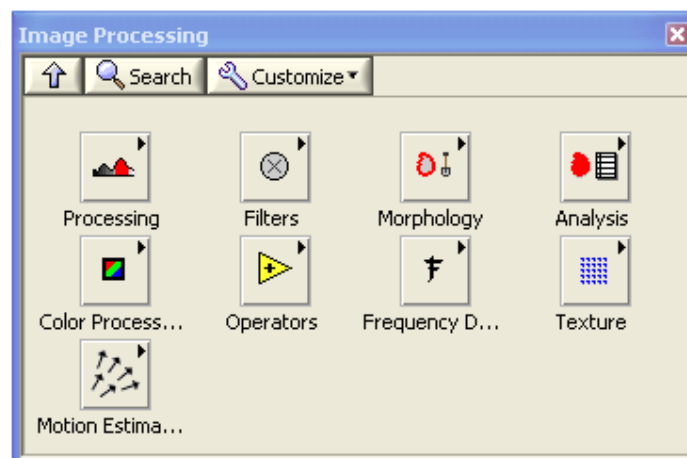 Image Processing
Search Customize
Processing Filters Morphology Analysis
Color Process... Operators Frequency D... Texture
Motion Estima...